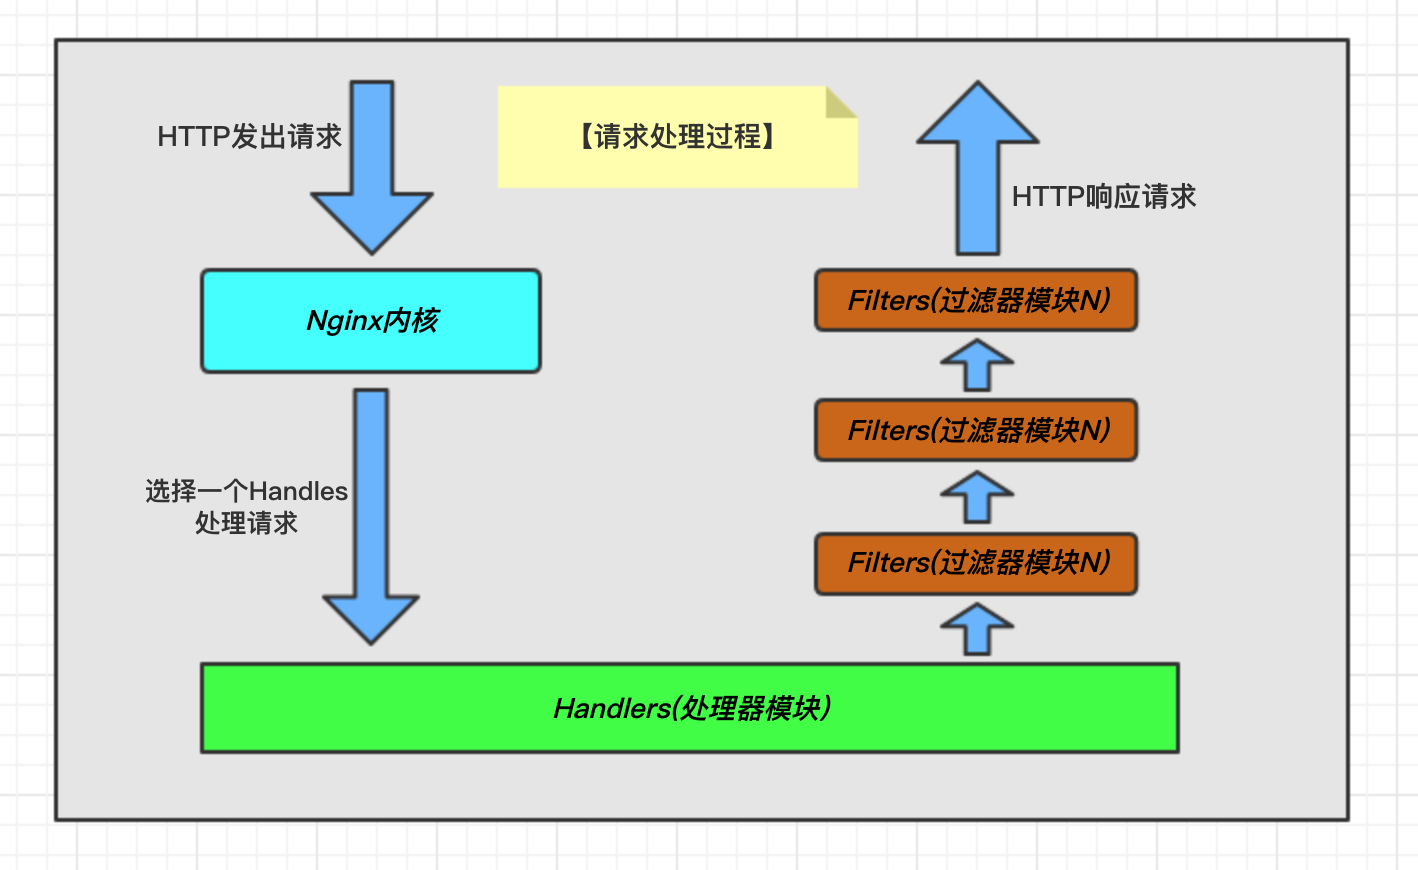 HTTP发出请求
【请求处理过程】
HTTP响应请求
Nginx内核
选择一个Handles
处理请求
Filters(过滤器模块N)
Filters(过滤器模块N)
Filters(过滤器模块N)
Handlers(处理器模块)